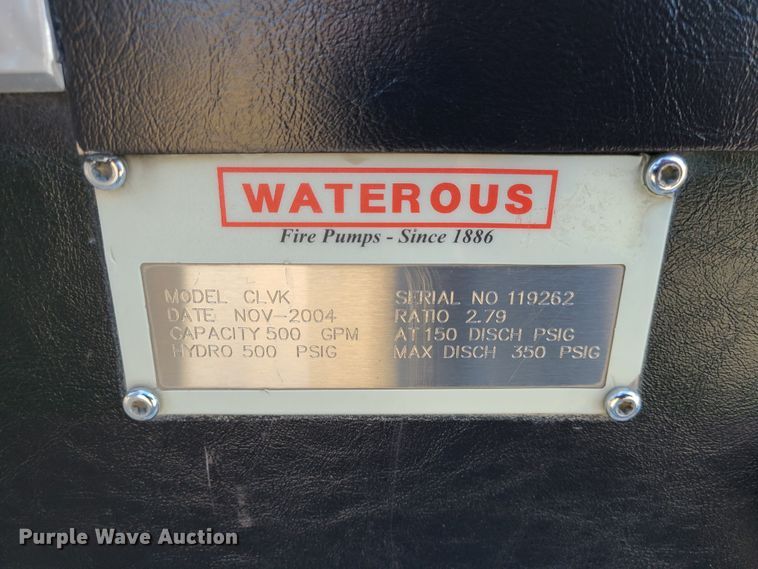 WATEROUS
Fire Pumps - Since 1886
MODEL CLVK SERIAL NO 119262
DATE NOV-2004 RATIO 2.79
CAPACITY 500 GPM AT 150 DISCH PSIG
HYDRO 500 PSIG MAX DISCH 350 PSIG
Purple Wave Auction®